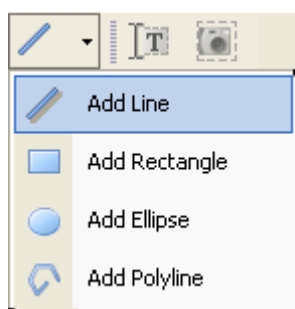 T
Add Line
Add Rectangle
Add Ellipse
Add Polyline